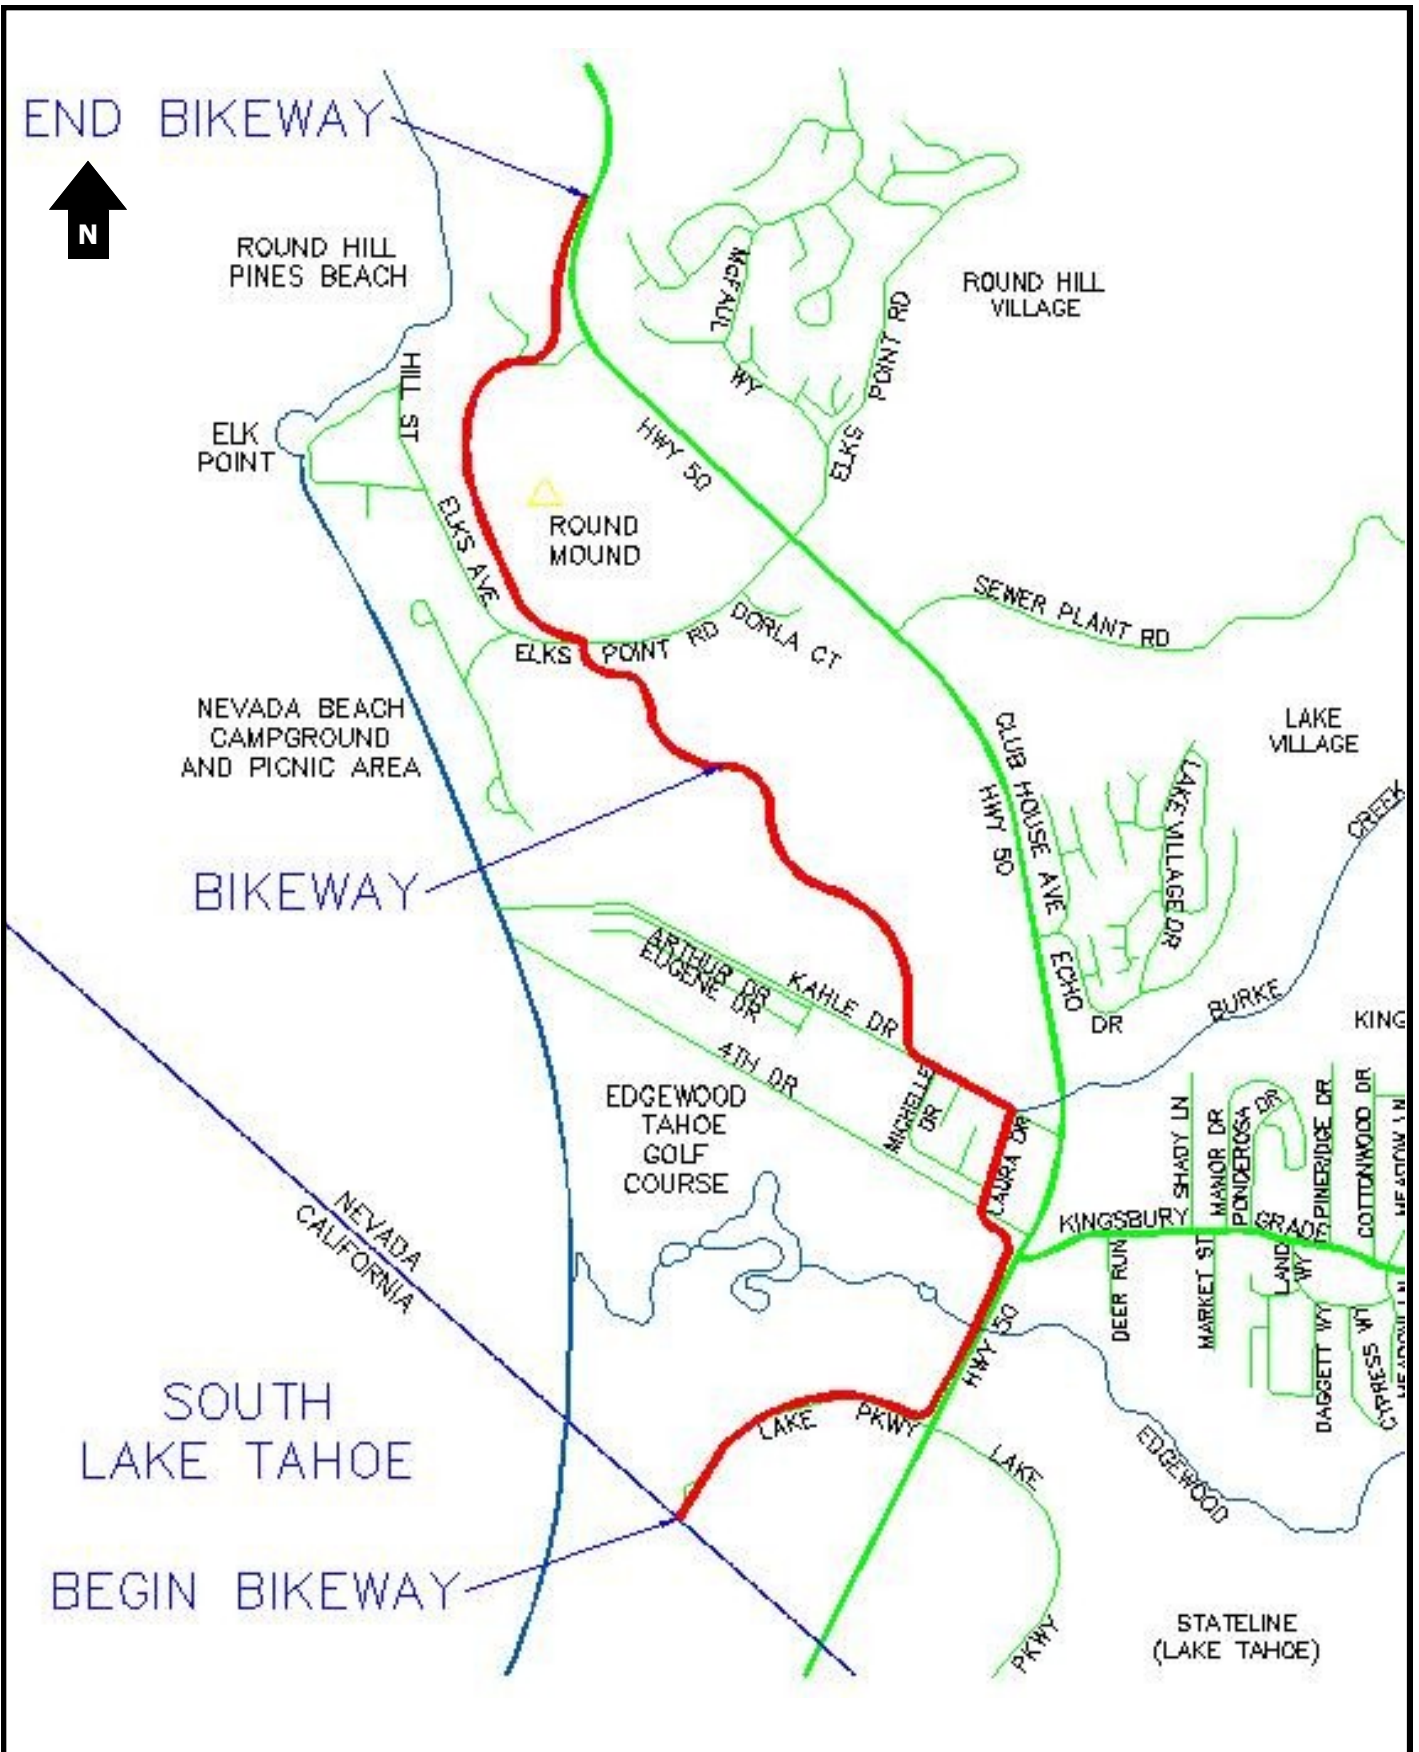 END BIKEWAY
N
ROUND HILL
PINES BEACH
ROUND HILL
VILLAGE
McFAUL
WY
ELKS
POINT RD
HILL ST
HWY 50
ELK
POINT
ELKS AVE
ROUND
MOUND
SEWER PLANT RD
DORLA CT
ELKS POINT RD
NEVADA BEACH
CAMPGROUND
AND PICNIC AREA
LAKE
VILLAGE
CLUB HOUSE AVE
HWY 50
LAKE VILLAGE DR
BURKE CREEK
BIKEWAY
ARTHUR DR
EUGENE DR
KAHLE DR
ECHO DR
KING
4TH DR
EDGEWOOD
TAHOE
GOLF
COURSE
MICHELLE
DR
LAURA DR
SHADY LN
MANOR DR
PONDEROSA DR
PINERIDGE DR
COTTONWOOD DR
MEADOW LN
KINGSBURY GRADE
NEVADA
CALIFORNIA
DEER RUN
MARKET ST
LAND
WY
DAGGETT WY
CYPRESS WY
HWY 50
SOUTH
LAKE TAHOE
LAKE PKWY
LAKE
PKWY
EDGEWOOD
BEGIN BIKEWAY
STATELINE
(LAKE TAHOE)